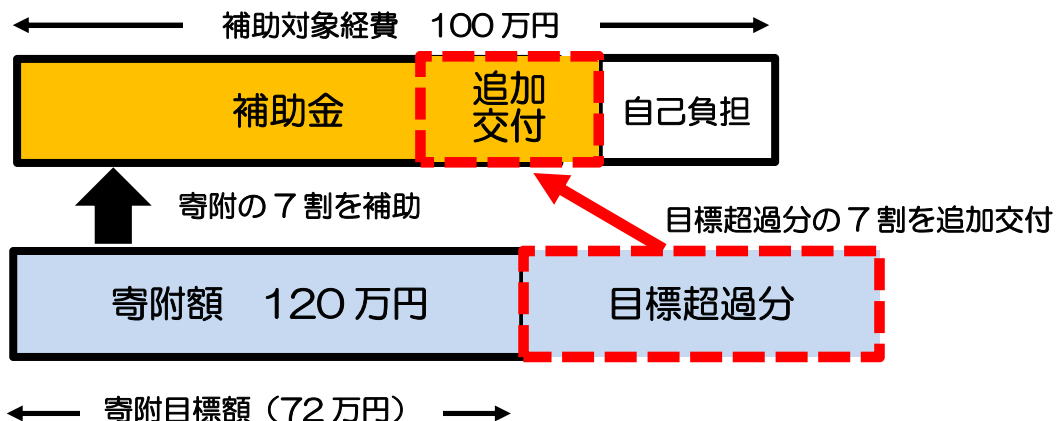 補助対象経費　100万円
補助金
追加
交付
自己負担
寄附の7割を補助
目標超過分の7割を追加交付
寄附額　120万円
目標超過分
寄附目標額（72万円）